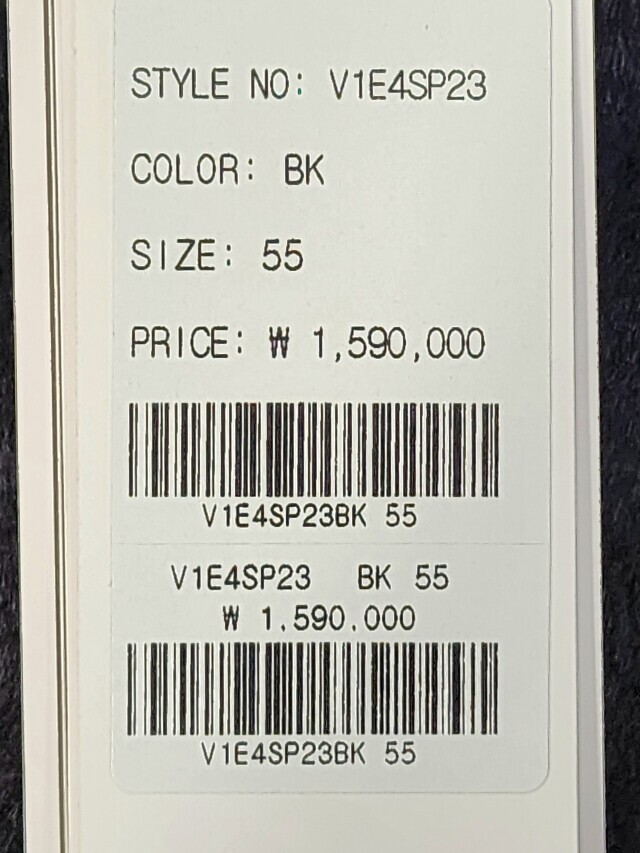 STYLE NO: V1E4SP23
COLOR: BK
SIZE: 55
PRICE: ₩ 1,590,000
V1E4SP23BK 55
V1E4SP23 BK 55
₩ 1,590,000
V1E4SP23BK 55